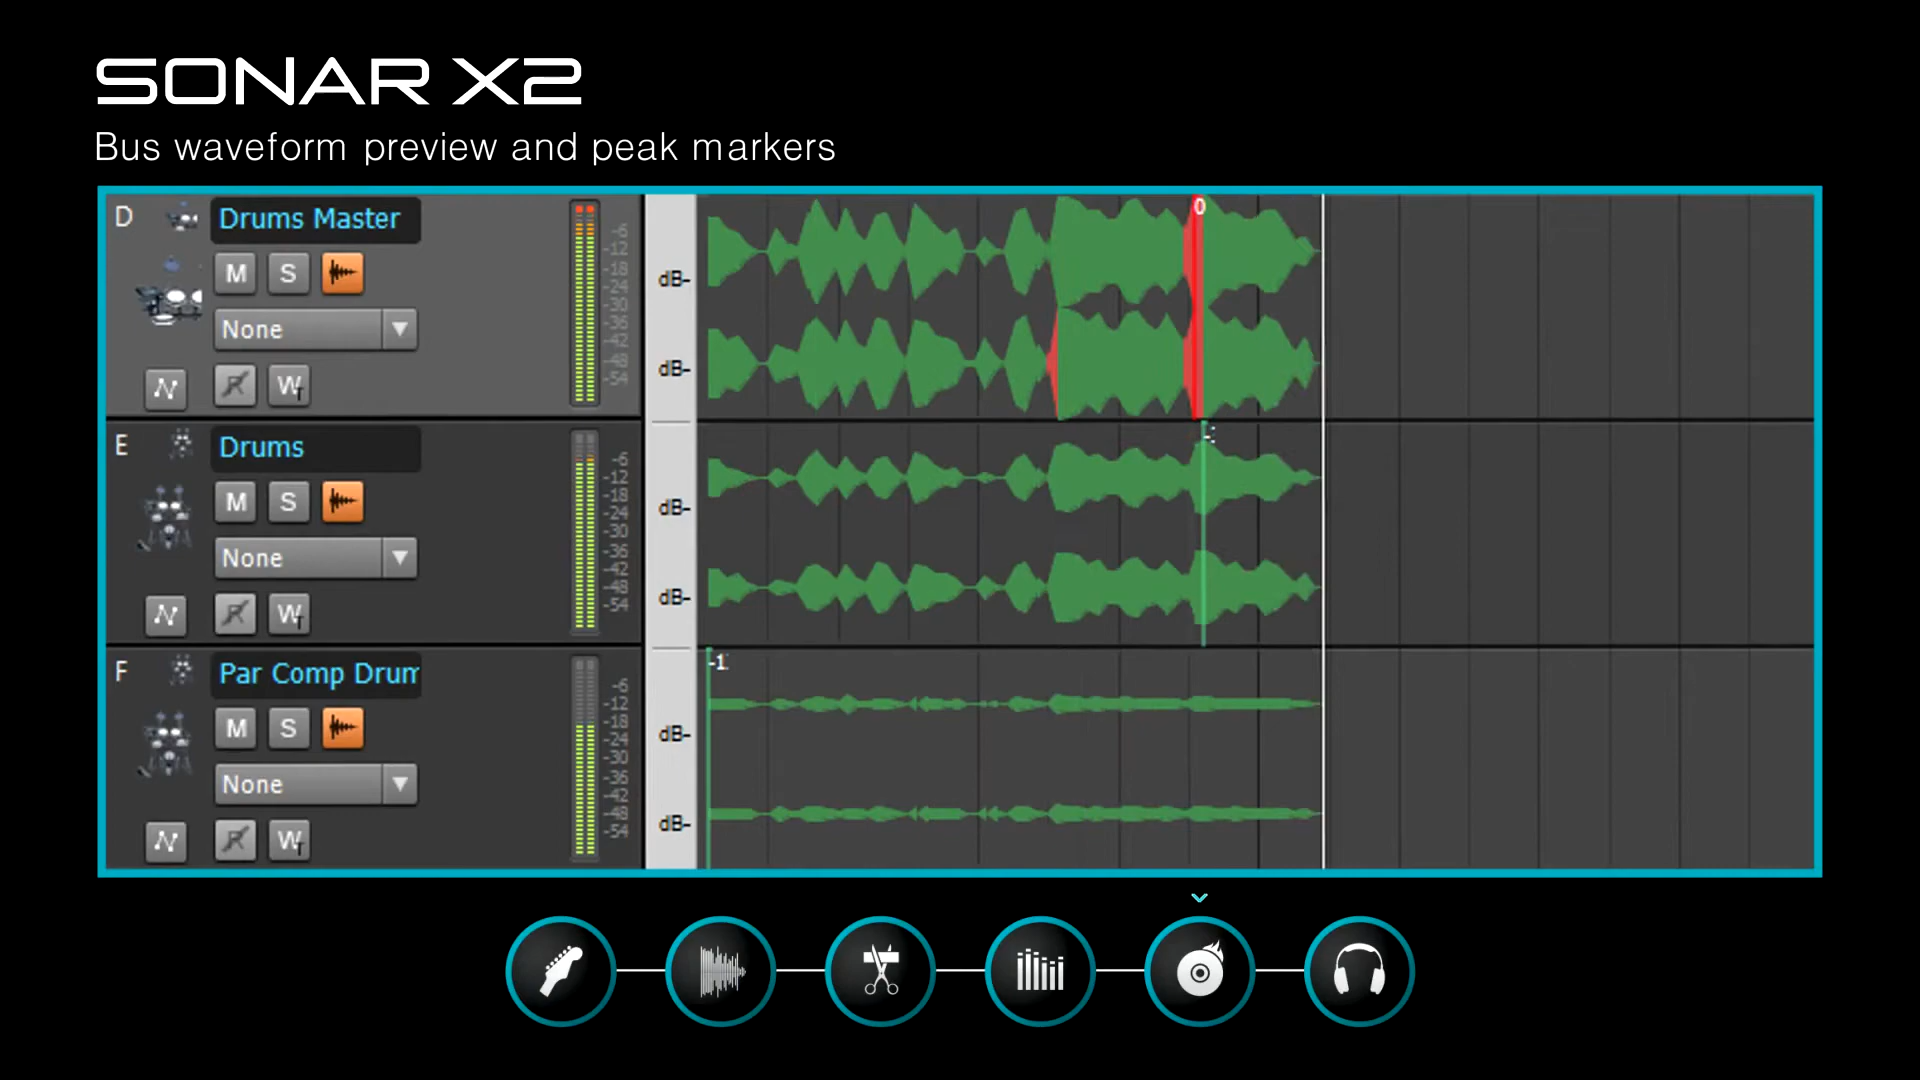 SONAR X2
Bus waveform preview and peak markers
D
Drums Master
M S
None
R W
-6
-12
-18
-24
-30
-36
-42
-48
-54
dB-
dB-
0
E
Drums
M S
None
R W
-6
-12
-18
-24
-30
-36
-42
-48
-54
dB-
dB-
F
Par Comp Drum
M S
None
R W
-6
-12
-18
-24
-30
-36
-42
-48
-54
dB-
dB-
-1